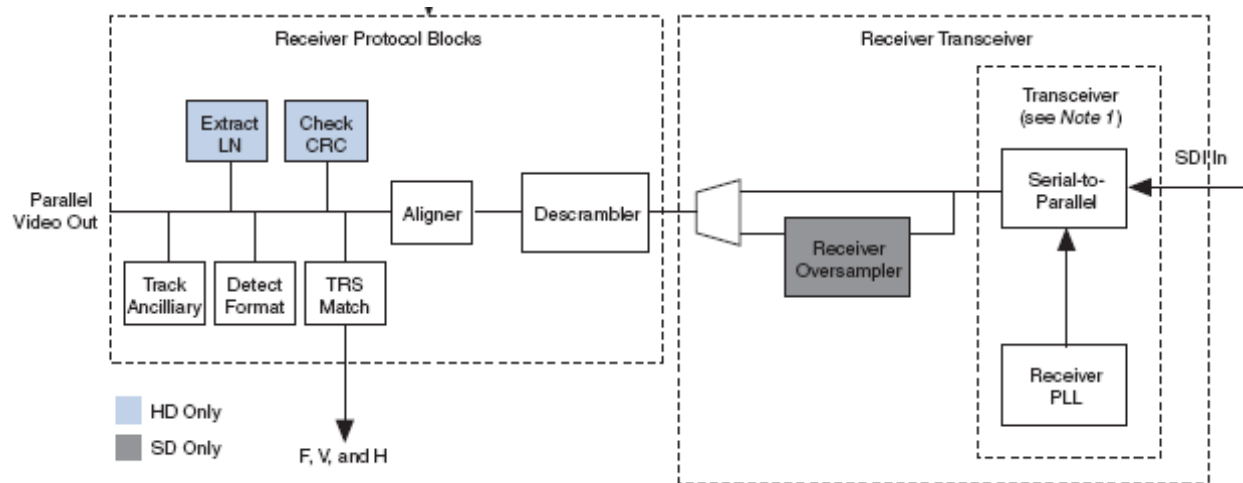 Receiver Protocol Blocks
Receiver Transceiver
Transceiver
(see Note 1)
Extract
LN
Check
CRC
SDI In
Parallel
Video Out
Aligner
Descrambler
Serial-to-
Parallel
Receiver
Oversampler
Track
Ancilliary
Detect
Format
TRS
Match
Receiver
PLL
HD Only
SD Only
F, V, and H